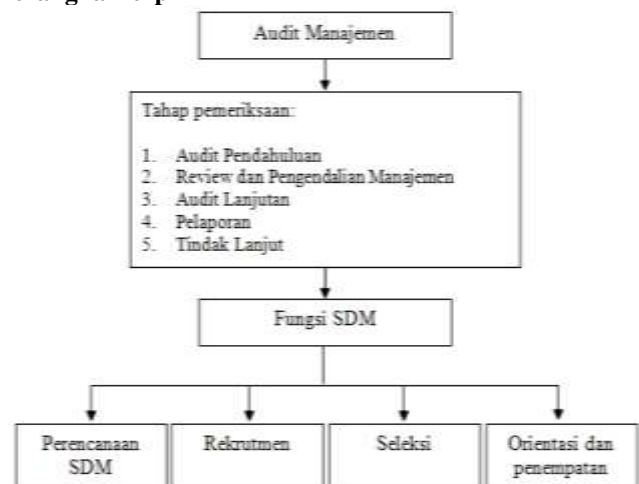 Audit Manajemen
Tahap pemeriksaan:
1. Audit Pendahuluan
2. Review dan Pengendalian Manajemen
3. Audit Lanjutan
4. Pelaporan
5. Tindak Lanjut
Fungsi SDM
Perencanaan
SDM
Rekrutmen
Seleksi
Orientasi dan
penempatan